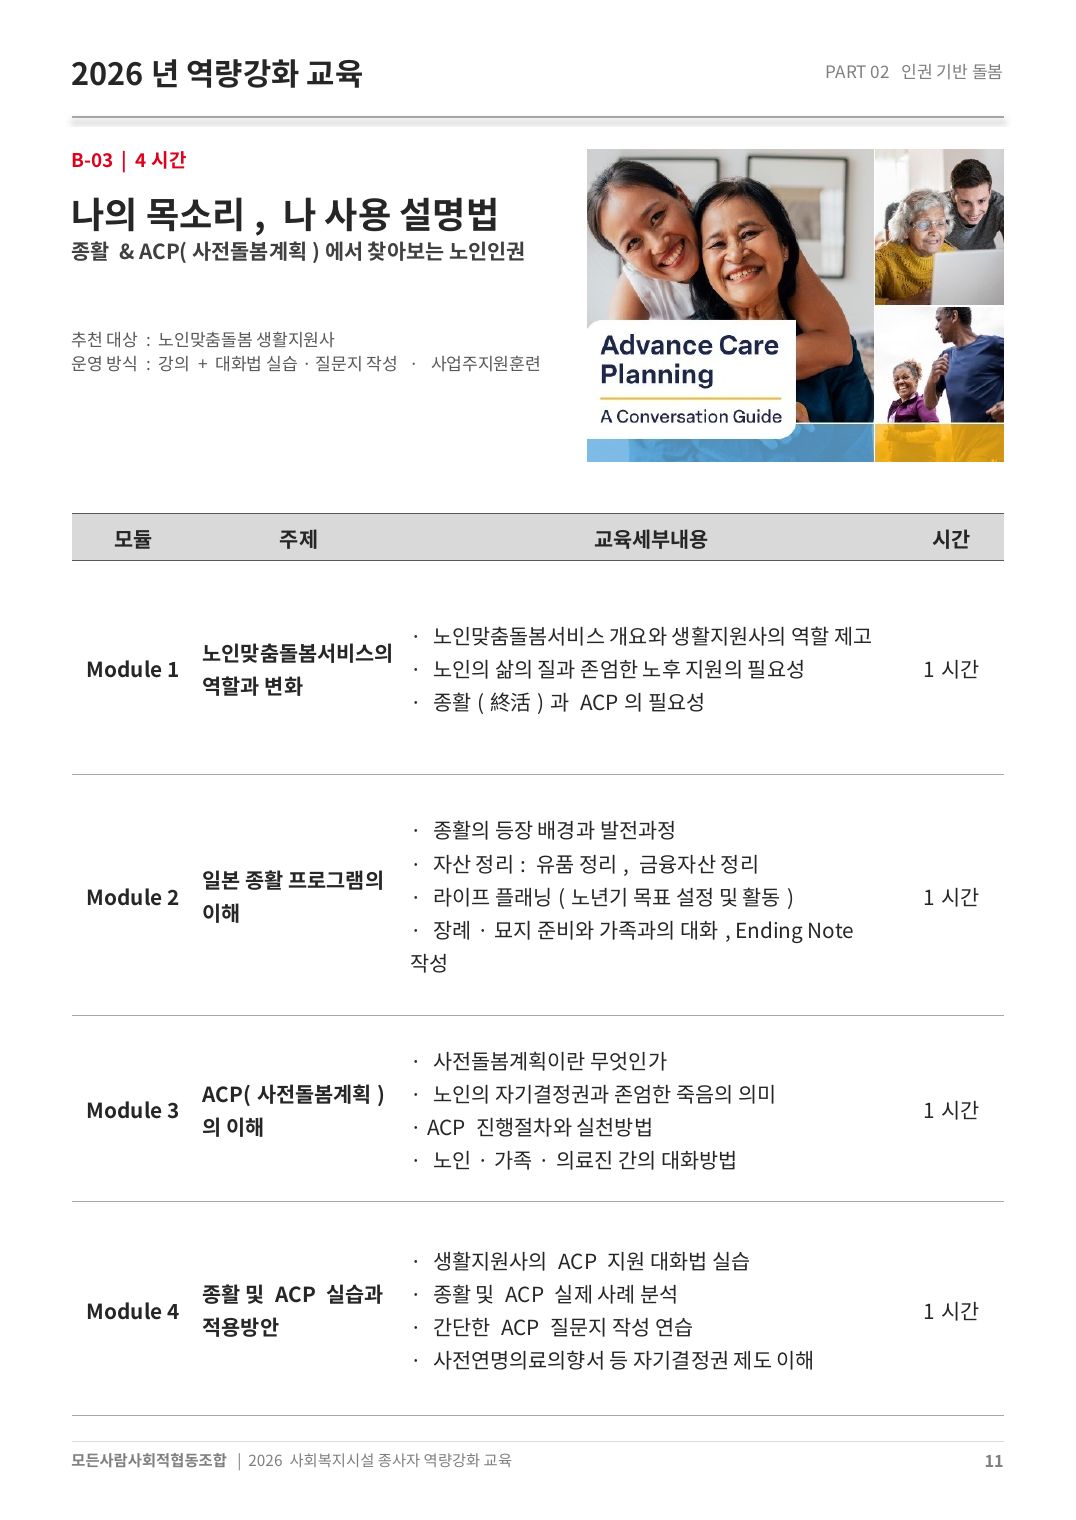 2026 년 역량강화 교육
PART 02 인권 기반 돌봄
B-03 | 4 시간
나의 목소리 , 나 사용 설명법
종활 & ACP( 사전돌봄계획 ) 에서 찾아보는 노인인권
추천 대상 : 노인맞춤돌봄 생활지원사
운영 방식 : 강의 + 대화법 실습 · 질문지 작성 · 사업주지원훈련
Advance Care
Planning
A Conversation Guide
모듈 주제 교육세부내용 시간
Module 1
노인맞춤돌봄서비스의
역할과 변화
· 노인맞춤돌봄서비스 개요와 생활지원사의 역할 제고
· 노인의 삶의 질과 존엄한 노후 지원의 필요성
· 종활 ( 終活 ) 과 ACP 의 필요성
1 시간
Module 2
일본 종활 프로그램의
이해
· 종활의 등장 배경과 발전과정
· 자산 정리 : 유품 정리 , 금융자산 정리
· 라이프 플래닝 ( 노년기 목표 설정 및 활동 )
· 장례 · 묘지 준비와 가족과의 대화 , Ending Note
작성
1 시간
Module 3
ACP( 사전돌봄계획 )
의 이해
· 사전돌봄계획이란 무엇인가
· 노인의 자기결정권과 존엄한 죽음의 의미
· ACP 진행절차와 실천방법
· 노인 · 가족 · 의료진 간의 대화방법
1 시간
Module 4
종활 및 ACP 실습과
적용방안
· 생활지원사의 ACP 지원 대화법 실습
· 종활 및 ACP 실제 사례 분석
· 간단한 ACP 질문지 작성 연습
· 사전연명의료의향서 등 자기결정권 제도 이해
1 시간
모든사람사회적협동조합 | 2026 사회복지시설 종사자 역량강화 교육
11